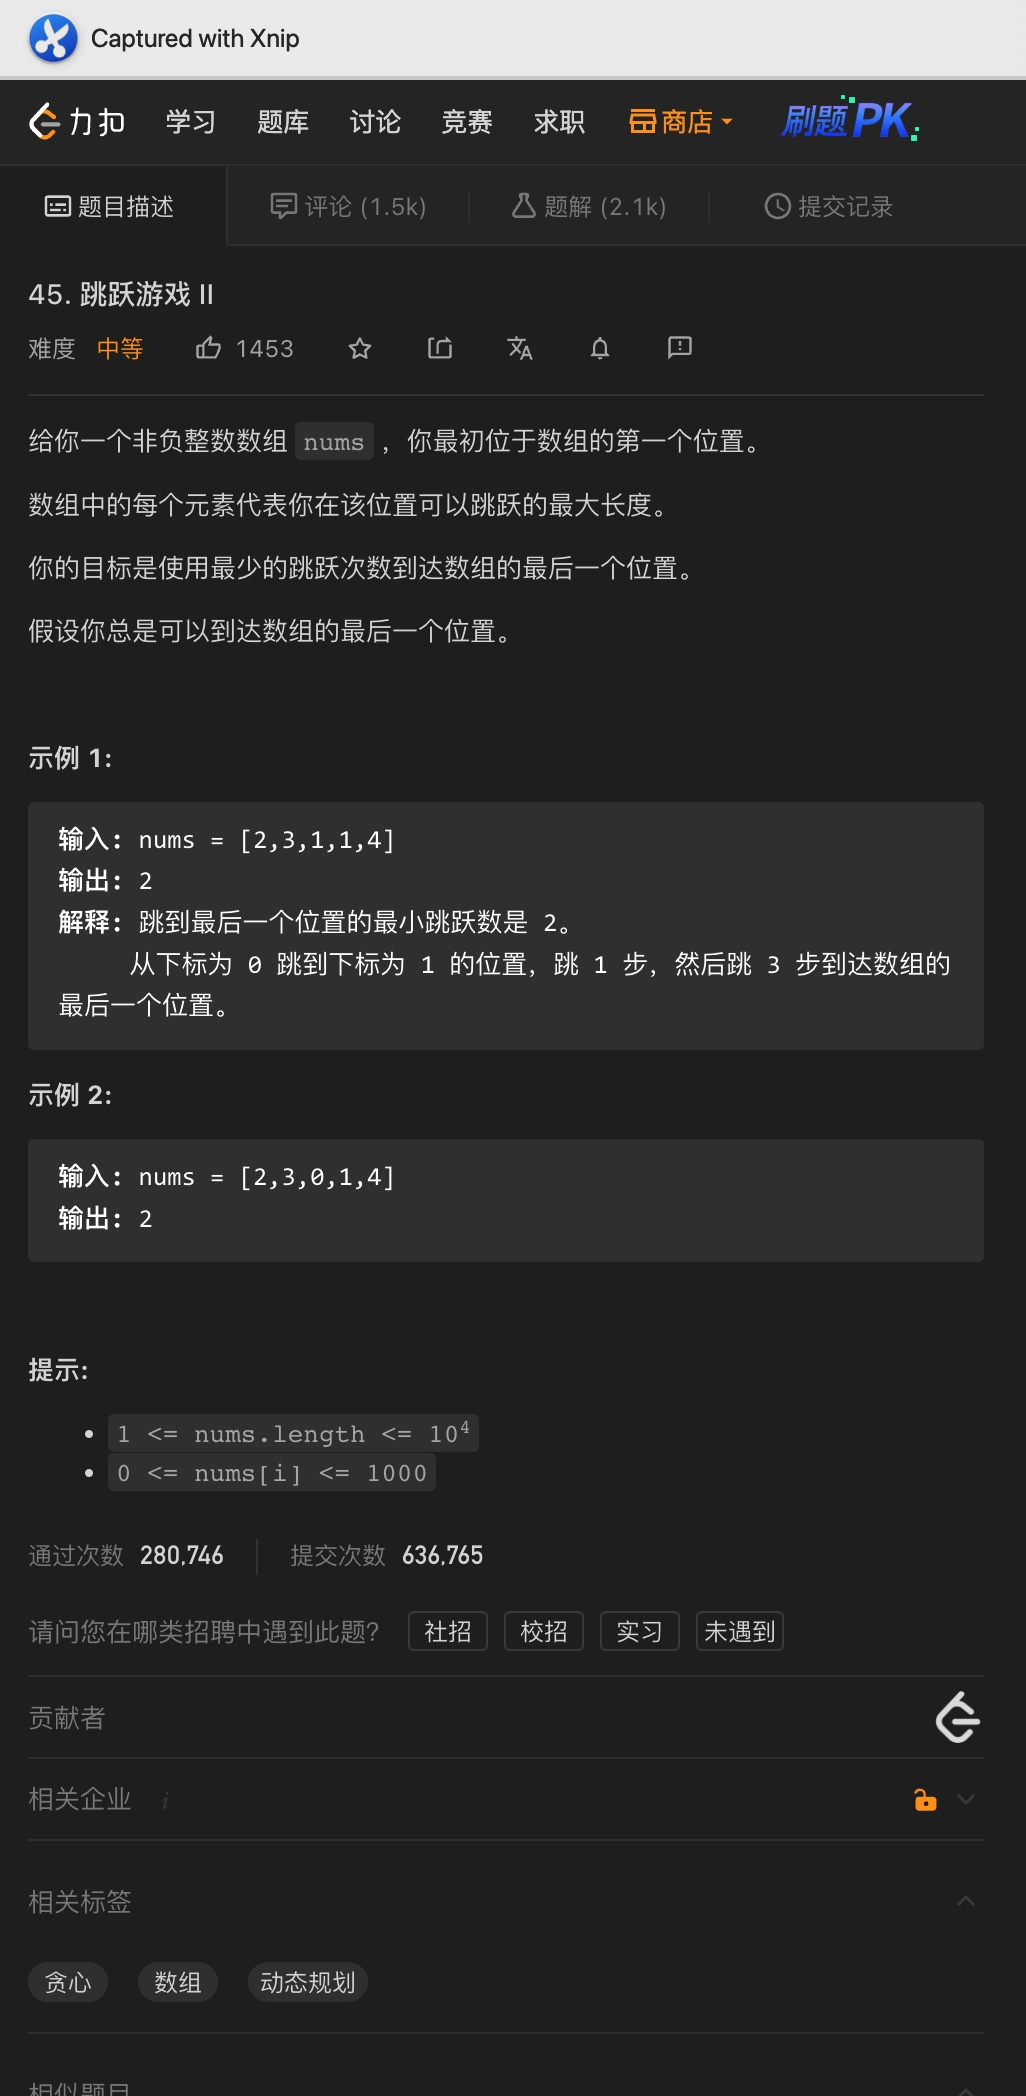 Captured with Xnip
力扣 学习 题库 讨论 竞赛 求职 商店 刷题PK
题目描述 评论 (1.5k) 题解 (2.1k) 提交记录
45. 跳跃游戏 II
难度 中等 1453
给你一个非负整数数组 nums ，你最初位于数组的第一个位置。
数组中的每个元素代表你在该位置可以跳跃的最大长度。
你的目标是使用最少的跳跃次数到达数组的最后一个位置。
假设你总是可以到达数组的最后一个位置。
示例 1:
输入: nums = [2,3,1,1,4]
输出: 2
解释: 跳到最后一个位置的最小跳跃数是 2。
从下标为 0 跳到下标为 1 的位置，跳 1 步，然后跳 3 步到达数组的
最后一个位置。
示例 2:
输入: nums = [2,3,0,1,4]
输出: 2
提示:
1 <= nums.length <= 10⁴
0 <= nums[i] <= 1000
通过次数 280,746 提交次数 636,765
请问您在哪类招聘中遇到此题? 社招 校招 实习 未遇到
贡献者
相关企业 i
相关标签
贪心 数组 动态规划
相似题目